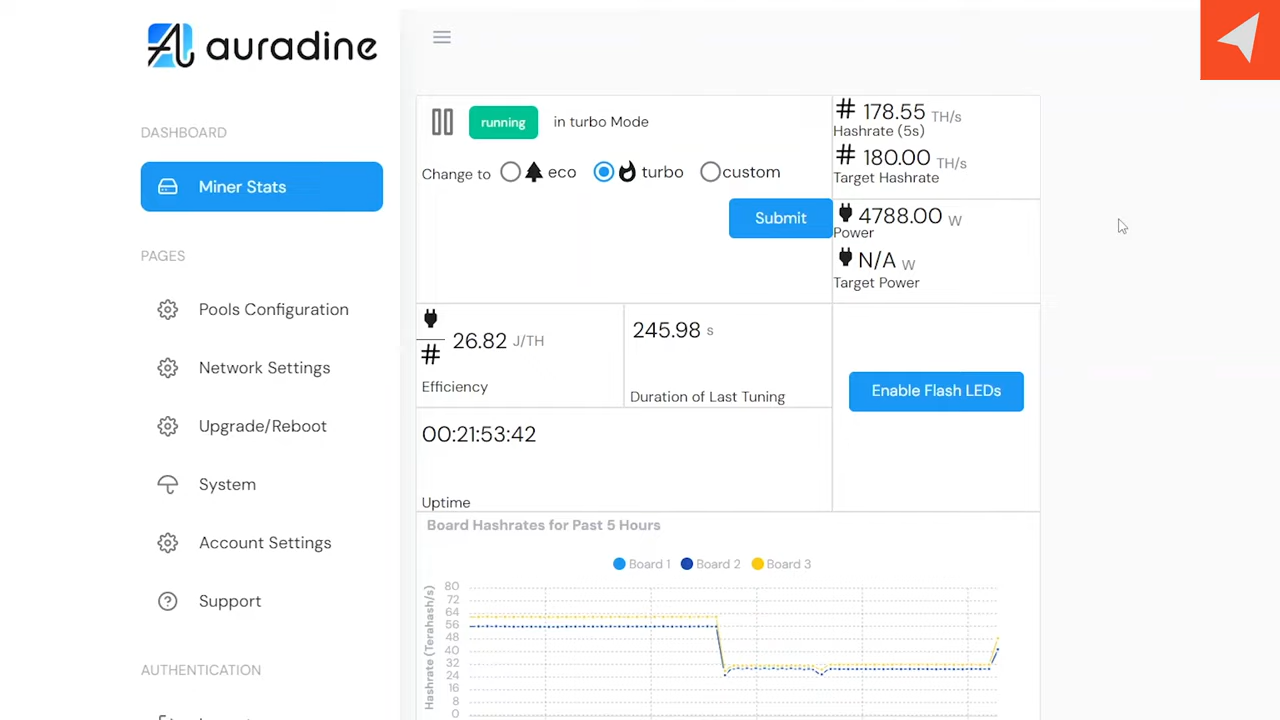 auradine
DASHBOARD
Miner Stats
PAGES
Pools Configuration
Network Settings
Upgrade/Reboot
System
Account Settings
Support
AUTHENTICATION
running in turbo Mode
Change to eco turbo custom
Submit
# 178.55 TH/s
Hashrate (5s)
# 180.00 TH/s
Target Hashrate
4788.00 W
Power
N/A W
Target Power
# 26.82 J/TH
Efficiency
245.98 s
Duration of Last Tuning
Enable Flash LEDs
00:21:53:42
Uptime
Board Hashrates for Past 5 Hours
Board 1 Board 2 Board 3
Hashrate (Terahash/s)
80
72
64
56
48
40
32
24
16
8
0